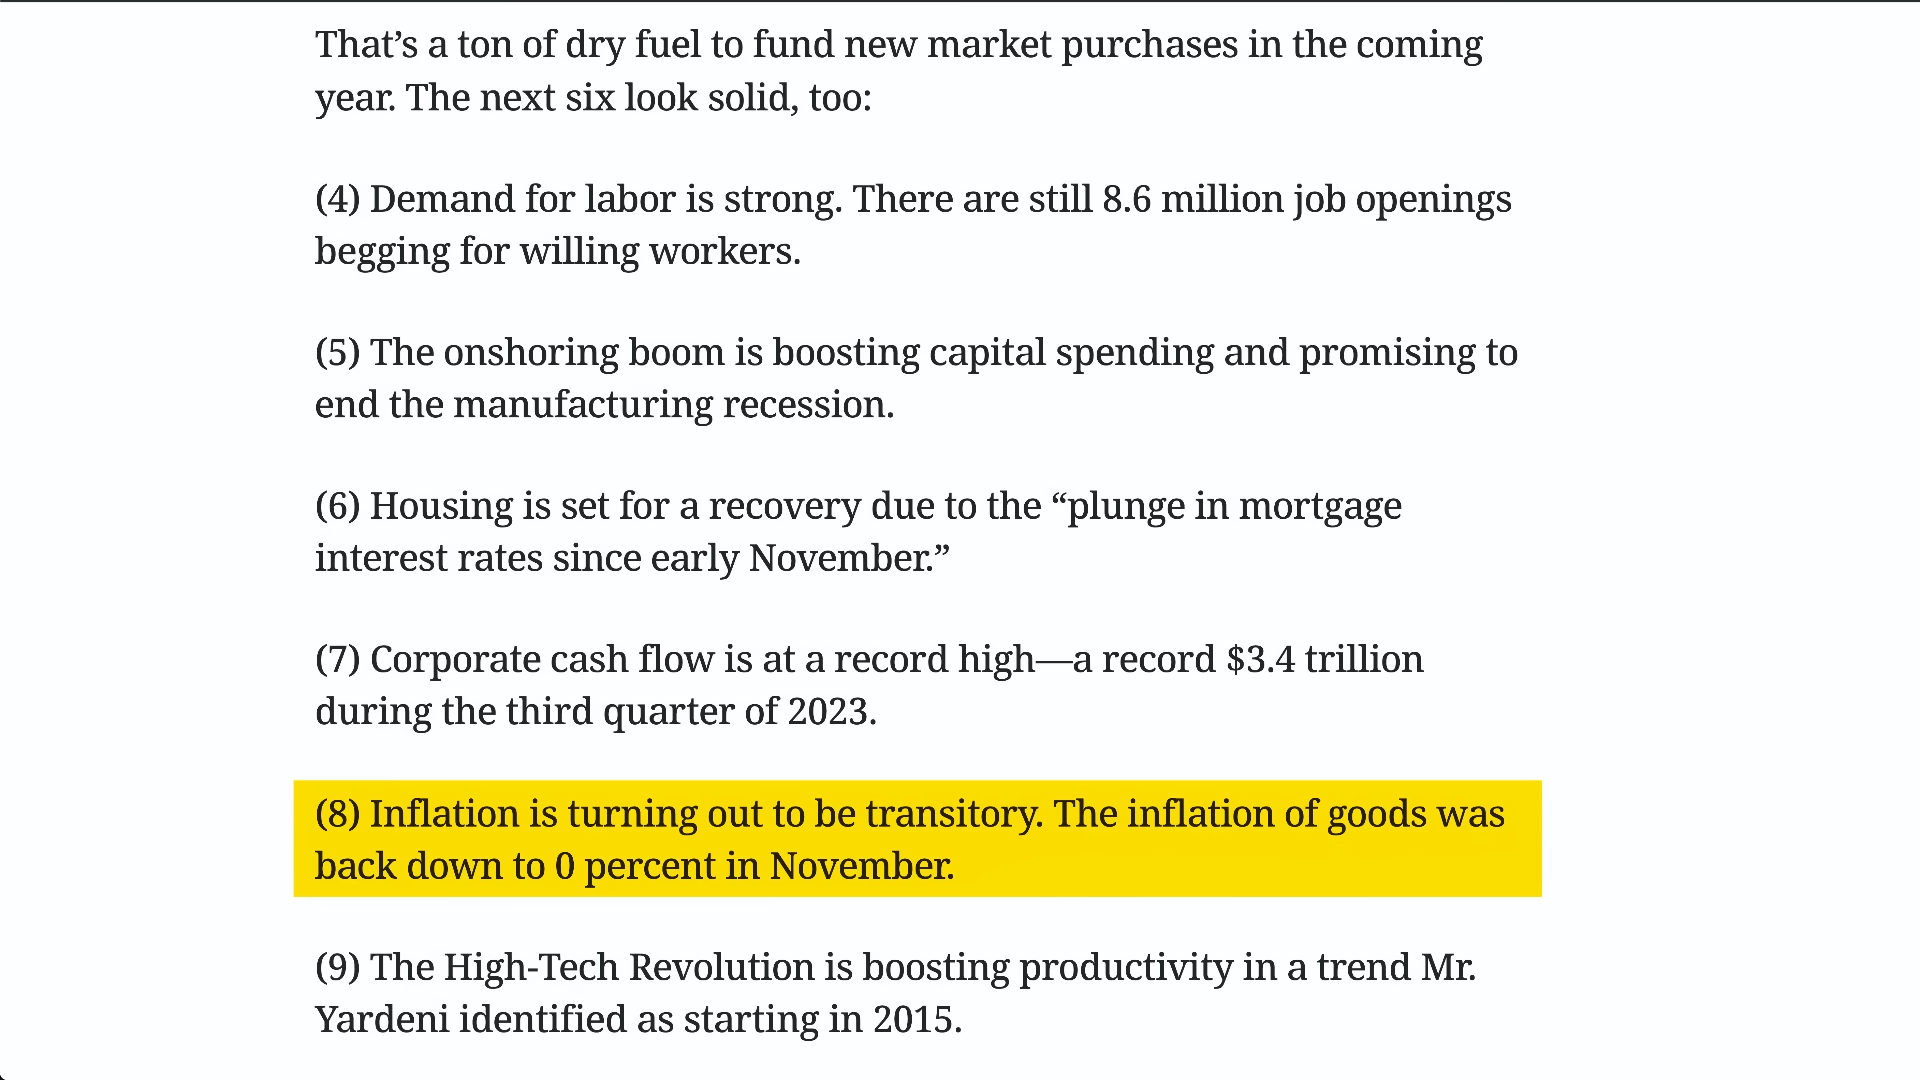 That’s a ton of dry fuel to fund new market purchases in the coming
year. The next six look solid, too:
(4) Demand for labor is strong. There are still 8.6 million job openings
begging for willing workers.
(5) The onshoring boom is boosting capital spending and promising to
end the manufacturing recession.
(6) Housing is set for a recovery due to the “plunge in mortgage
interest rates since early November.”
(7) Corporate cash flow is at a record high—a record $3.4 trillion
during the third quarter of 2023.
(8) Inflation is turning out to be transitory. The inflation of goods was
back down to 0 percent in November.
(9) The High-Tech Revolution is boosting productivity in a trend Mr.
Yardeni identified as starting in 2015.